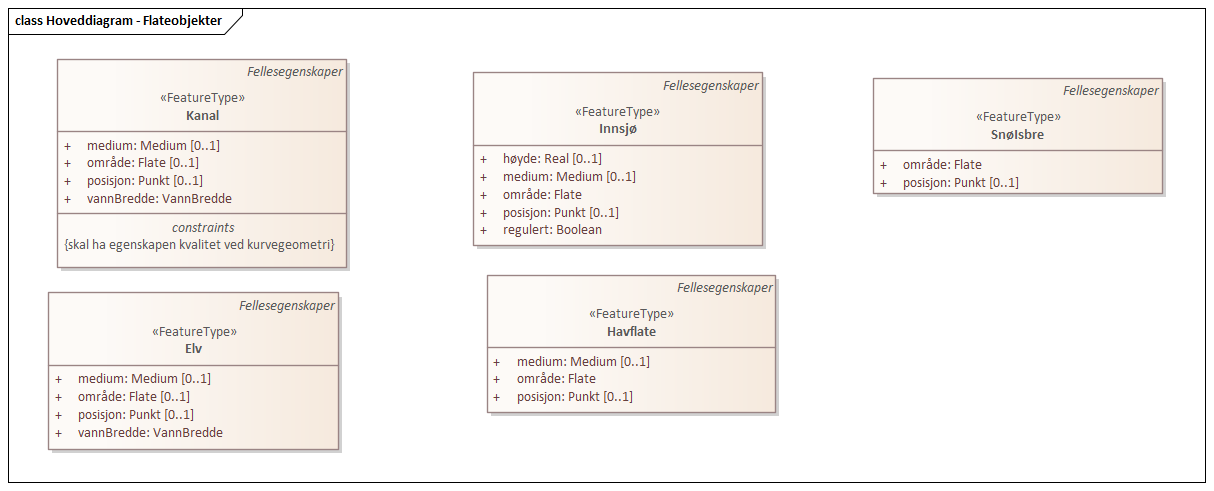 class Hoveddiagram - Flateobjekter
Fellesegenskaper
«FeatureType»
Kanal
+ medium: Medium [0..1]
+ område: Flate [0..1]
+ posisjon: Punkt [0..1]
+ vannBredde: VannBredde
constraints
{skal ha egenskapen kvalitet ved kurvegeometri}
Fellesegenskaper
«FeatureType»
Innsjø
+ høyde: Real [0..1]
+ medium: Medium [0..1]
+ område: Flate
+ posisjon: Punkt [0..1]
+ regulert: Boolean
Fellesegenskaper
«FeatureType»
SnøIsbre
+ område: Flate
+ posisjon: Punkt [0..1]
Fellesegenskaper
«FeatureType»
Elv
+ medium: Medium [0..1]
+ område: Flate [0..1]
+ posisjon: Punkt [0..1]
+ vannBredde: VannBredde
Fellesegenskaper
«FeatureType»
Havflate
+ medium: Medium [0..1]
+ område: Flate
+ posisjon: Punkt [0..1]